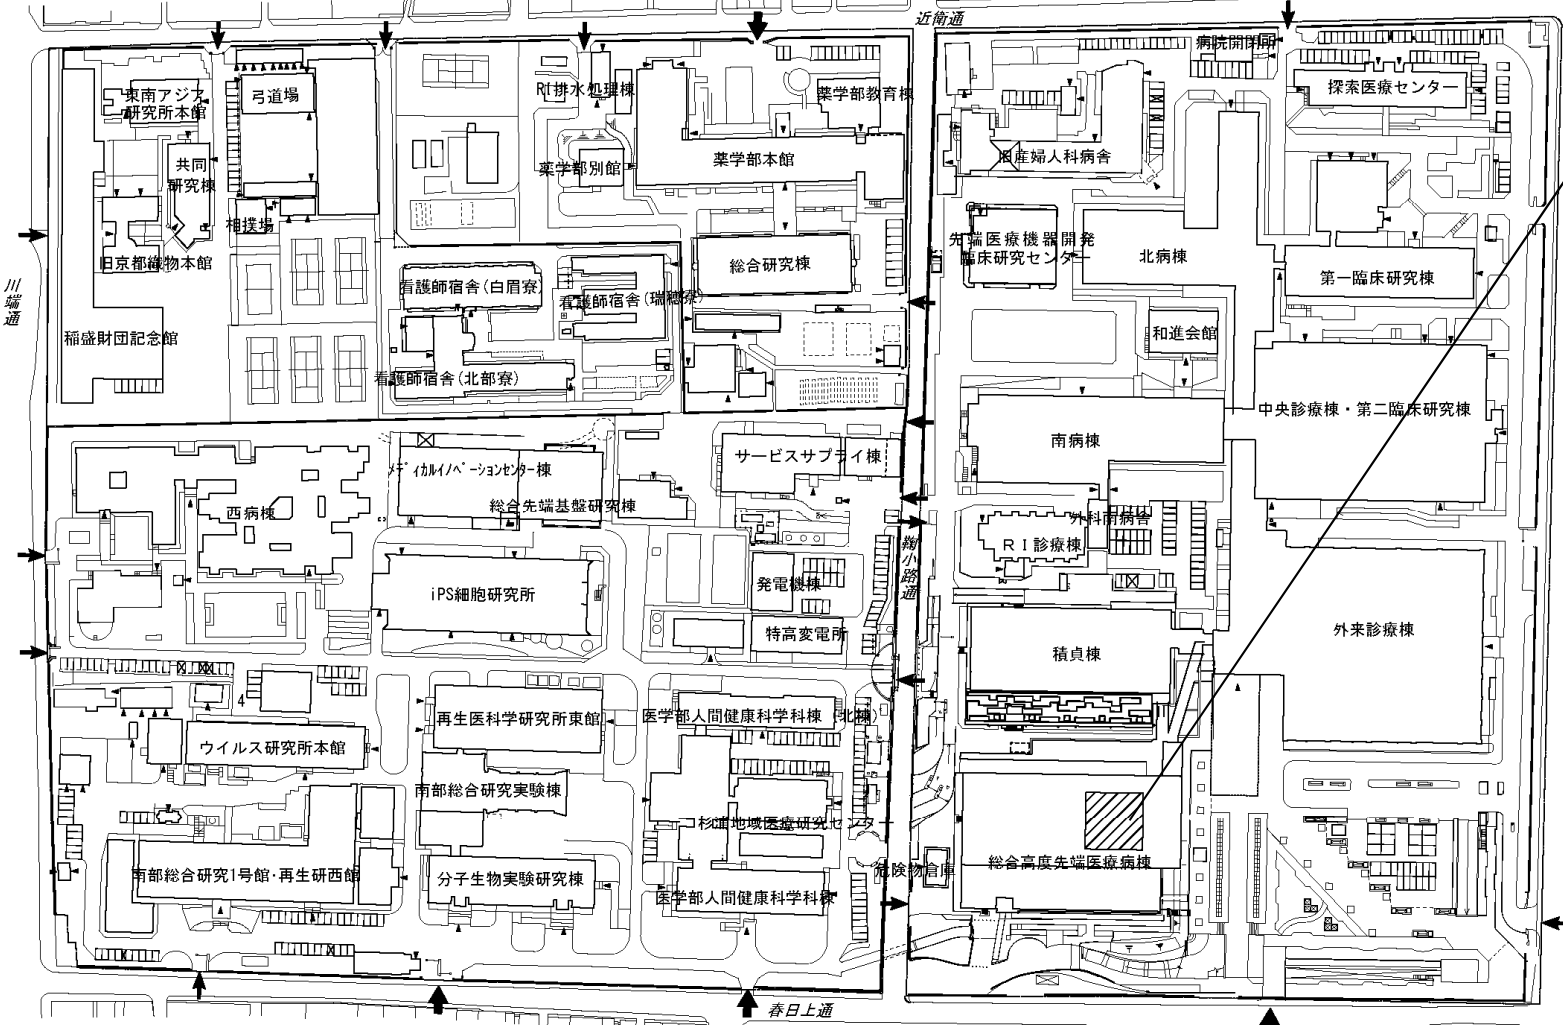 近衛通
病院開閉所
RI排水処理棟
東南アジア
研究所本館
弓道場
薬学部教育棟
探索医療センター
共同
研究棟
薬学部別館
薬学部本館
旧産婦人科病舎
相撲場
旧京都織物本館
総合研究棟
先端医療機器開発
臨床研究センター
北病棟
第一臨床研究棟
川端通
看護師宿舎(白眉寮)
看護師宿舎(瑞穂寮)
稲盛財団記念館
和進会館
看護師宿舎(北部寮)
中央診療棟・第二臨床研究棟
南病棟
メディカルイノベーションセンター棟
サービスサプライ棟
総合先端基盤研究棟
西病棟
外科南病舎
RI診療棟
鞠小路通
iPS細胞研究所
発電機棟
特高変電所
外来診療棟
積貞棟
4
再生医科学研究所東館
医学部人間健康科学科棟(北棟)
ウイルス研究所本館
南部総合研究実験棟
杉浦地域医療研究センター
総合高度先端医療病棟
危険物倉庫
南部総合研究1号館・再生研西館
分子生物実験研究棟
医学部人間健康科学科棟
春日上通